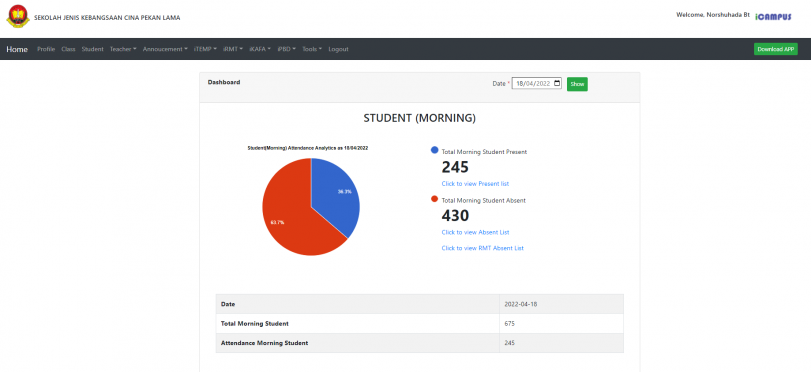 SEKOLAH JENIS KEBANGSAAN CINA PEKAN LAMA
Welcome, Norshuhada Bt
iCAMPUS
Home Profile Class Student Teacher Annoucement iTEMP iRMT iKAFA iPBD Tools Logout Download APP
Dashboard
Date * 18/04/2022 Show
STUDENT (MORNING)
Student(Morning) Attendance Analytics as 18/04/2022
36.3%
63.7%
Total Morning Student Present
245
Click to view Present list
Total Morning Student Absent
430
Click to view Absent List
Click to view RMT Absent List
Date 2022-04-18
Total Morning Student 675
Attendance Morning Student 245